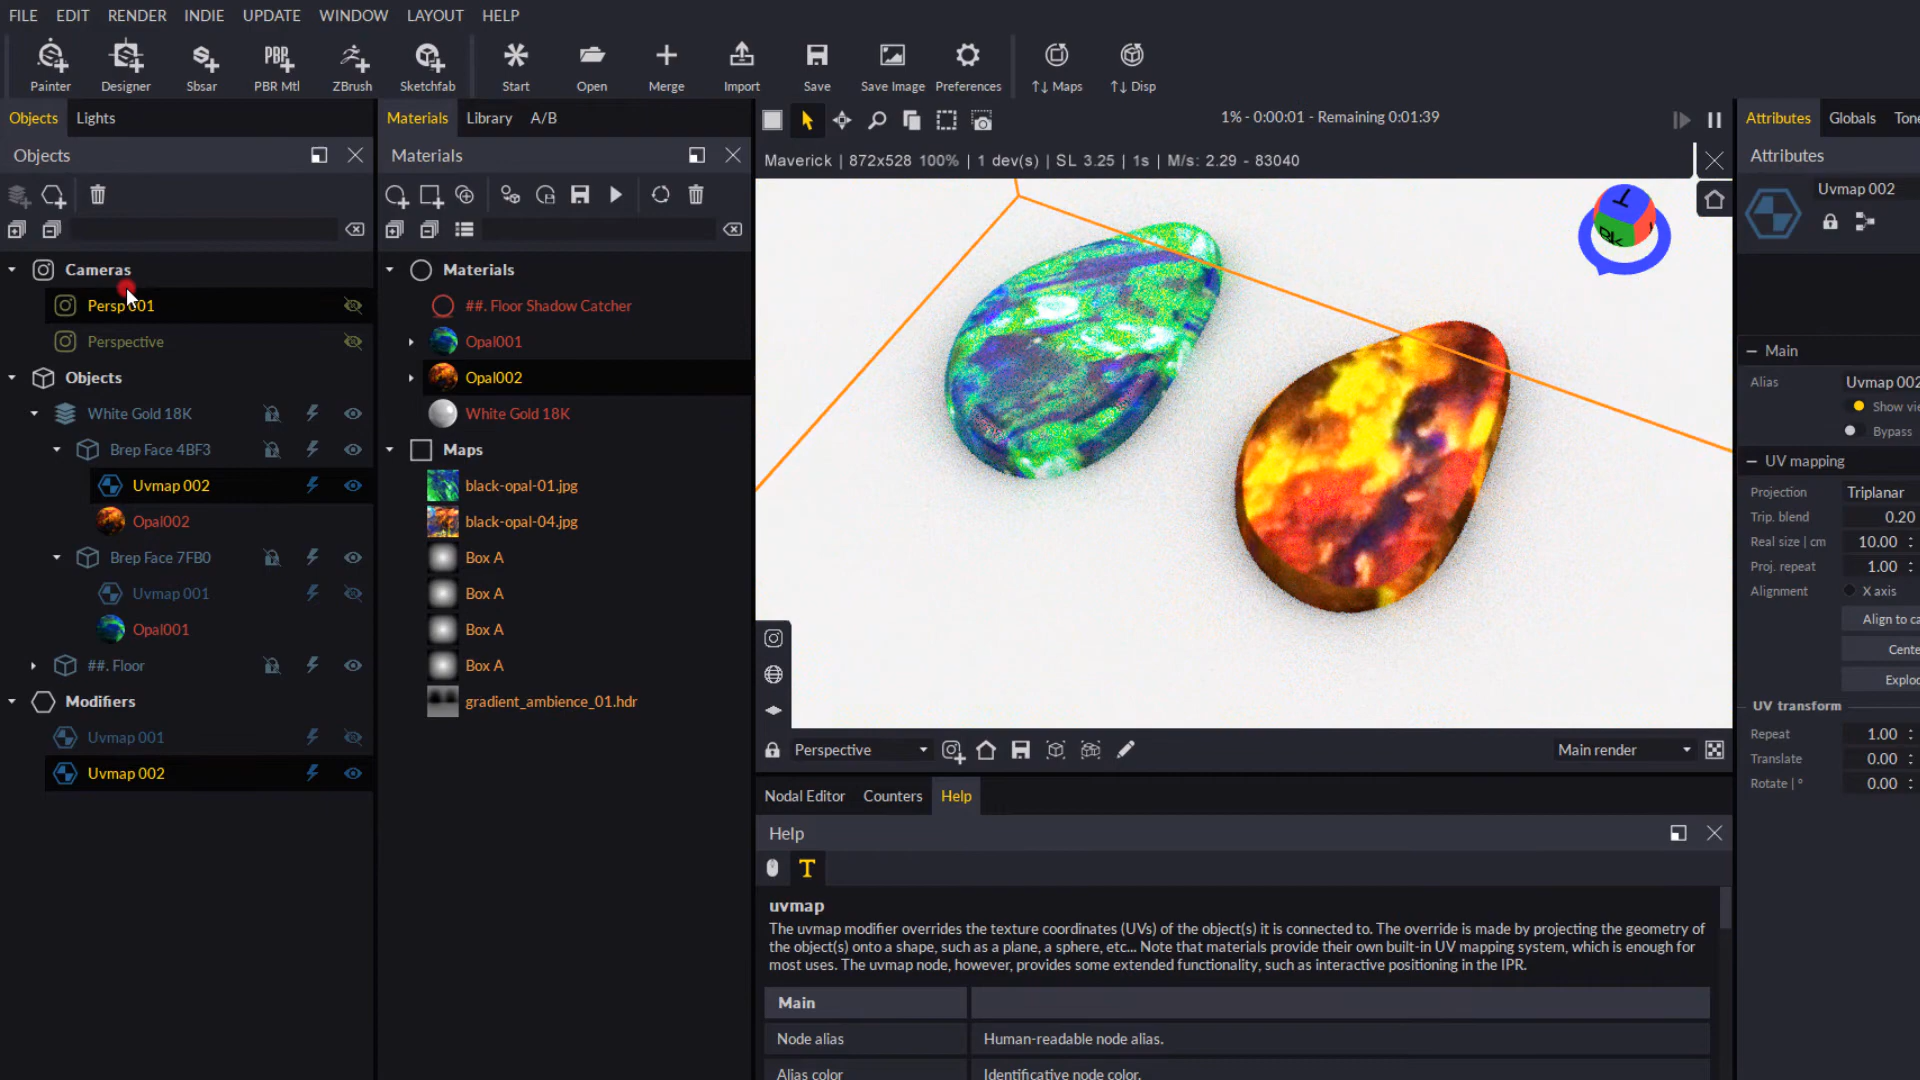 FILE EDIT RENDER INDIE UPDATE WINDOW LAYOUT HELP
Painter Designer Sbsar PBR Mtl ZBrush Sketchfab Start Open Merge Import Save Save Image Preferences ↑↓ Maps ↑↓ Disp
Objects Lights
Objects
Cameras
Persp 001
Perspective
Objects
White Gold 18K
Brep Face 4BF3
Uvmap 002
Opal002
Brep Face 7FB0
Uvmap 001
Opal001
##. Floor
Modifiers
Uvmap 001
Uvmap 002
Materials Library A/B
Materials
Materials
##. Floor Shadow Catcher
Opal001
Opal002
White Gold 18K
Maps
black-opal-01.jpg
black-opal-04.jpg
Box A
Box A
Box A
Box A
gradient_ambience_01.hdr
1% - 0:00:01 - Remaining 0:01:39
Maverick | 872x528 100% | 1 dev(s) | SL 3.25 | 1s | M/s: 2.29 - 83040
T
Bk
Perspective
Main render
Nodal Editor Counters Help
Help
T
uvmap
The uvmap modifier overrides the texture coordinates (UVs) of the object(s) it is connected to. The override is made by projecting the geometry of
the object(s) onto a shape, such as a plane, a sphere, etc... Note that materials provide their own built-in UV mapping system, which is enough for
most uses. The uvmap node, however, provides some extended functionality, such as interactive positioning in the IPR.
Main
Node alias Human-readable node alias.
Alias color Identificative node color.
Attributes Globals Ton
Attributes
Uvmap 002
Main
Alias Uvmap 002
Show vi
Bypass
UV mapping
Projection Triplanar
Trip. blend 0.20
Real size | cm 10.00
Proj. repeat 1.00
Alignment X axis
Align to ca
Cente
Explo
UV transform
Repeat 1.00
Translate 0.00
Rotate | ° 0.00